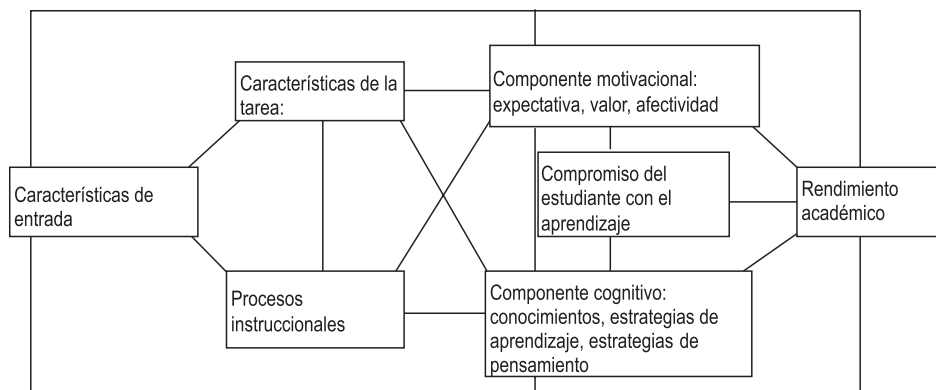 Características de la
tarea:
Componente motivacional:
expectativa, valor, afectividad
Características de
entrada
Compromiso del
estudiante con el
aprendizaje
Rendimiento
académico
Procesos
instruccionales
Componente cognitivo:
conocimientos, estrategias de
aprendizaje, estrategias de
pensamiento